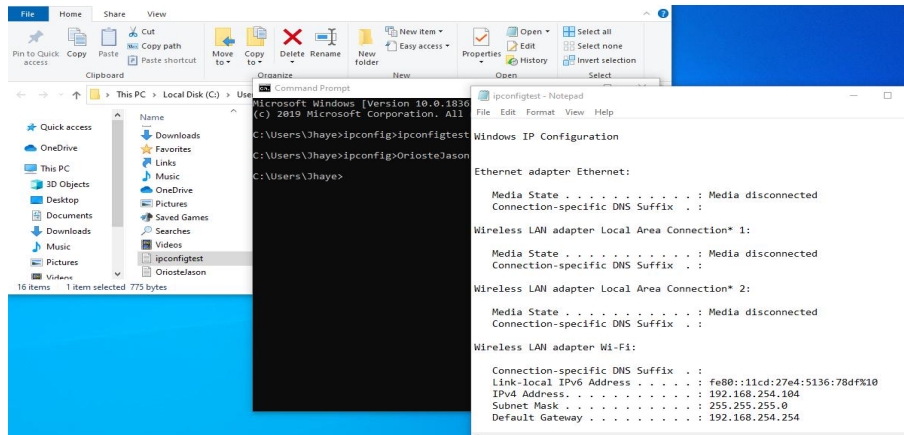 File Home Share View
Pin to Quick access
Copy
Paste
Cut
Copy path
Paste shortcut
Clipboard
Move to
Copy to
Delete
Rename
Organize
New folder
New item
Easy access
New
Properties
Open
Edit
History
Open
Select all
Select none
Invert selection
Select
This PC > Local Disk (C:) >
Quick access
OneDrive
This PC
3D Objects
Desktop
Documents
Downloads
Music
Pictures
Videos
Name
Downloads
Favorites
Links
Music
OneDrive
Pictures
Saved Games
Searches
Videos
ipconfigtest
OriosteJason
16 items 1 item selected 775 bytes
Command Prompt
Microsoft Windows [Version 10.0.1836
(c) 2019 Microsoft Corporation. All
C:\Users\Jhaye>ipconfig>ipconfigtest
C:\Users\Jhaye>ipconfig>OriosteJason
C:\Users\Jhaye>
ipconfigtest - Notepad
File Edit Format View Help
Windows IP Configuration
Ethernet adapter Ethernet:
Media State . . . . . . . . . . . : Media disconnected
Connection-specific DNS Suffix . :
Wireless LAN adapter Local Area Connection* 1:
Media State . . . . . . . . . . . : Media disconnected
Connection-specific DNS Suffix . :
Wireless LAN adapter Local Area Connection* 2:
Media State . . . . . . . . . . . : Media disconnected
Connection-specific DNS Suffix . :
Wireless LAN adapter Wi-Fi:
Connection-specific DNS Suffix . :
Link-local IPv6 Address . . . . . : fe80::11cd:27e4:5136:78df%10
IPv4 Address. . . . . . . . . . . : 192.168.254.104
Subnet Mask . . . . . . . . . . . : 255.255.255.0
Default Gateway . . . . . . . . . : 192.168.254.254